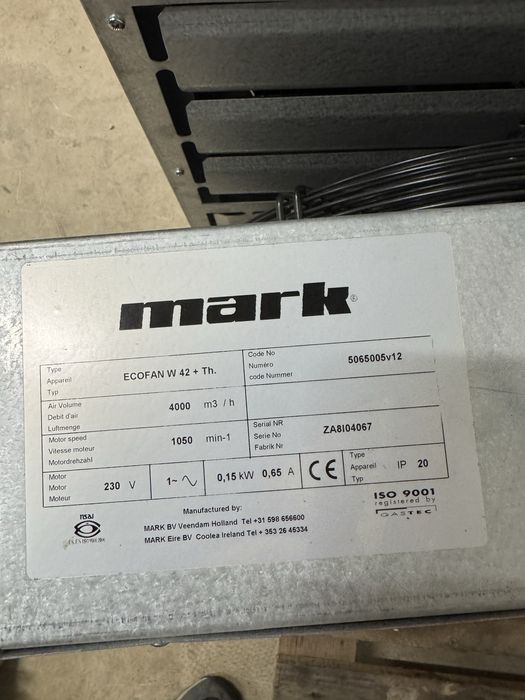 mark®
Type
Appareil
Typ
ECOFAN W 42 + Th.
Code No
Numéro
code Nummer
5065005v12
Air Volume
Debit d'air
Luftmenge
4000 m3 / h
Motor speed
Vitesse moteur
Motordrehzahl
1050 min-1
Serial NR
Serie No
Fabrik Nr
ZA8I04067
Motor
Motor
Moteur
230 V
1~
0,15 kW 0,65 A
CE
Type
Appareil
Typ
IP 20
Manufactured by:
MARK BV Veendam Holland Tel +31 598 656600
MARK Eire BV Coolea Ireland Tel + 353 26 45334
nsai
ISO 9001
registered by
GASTEC